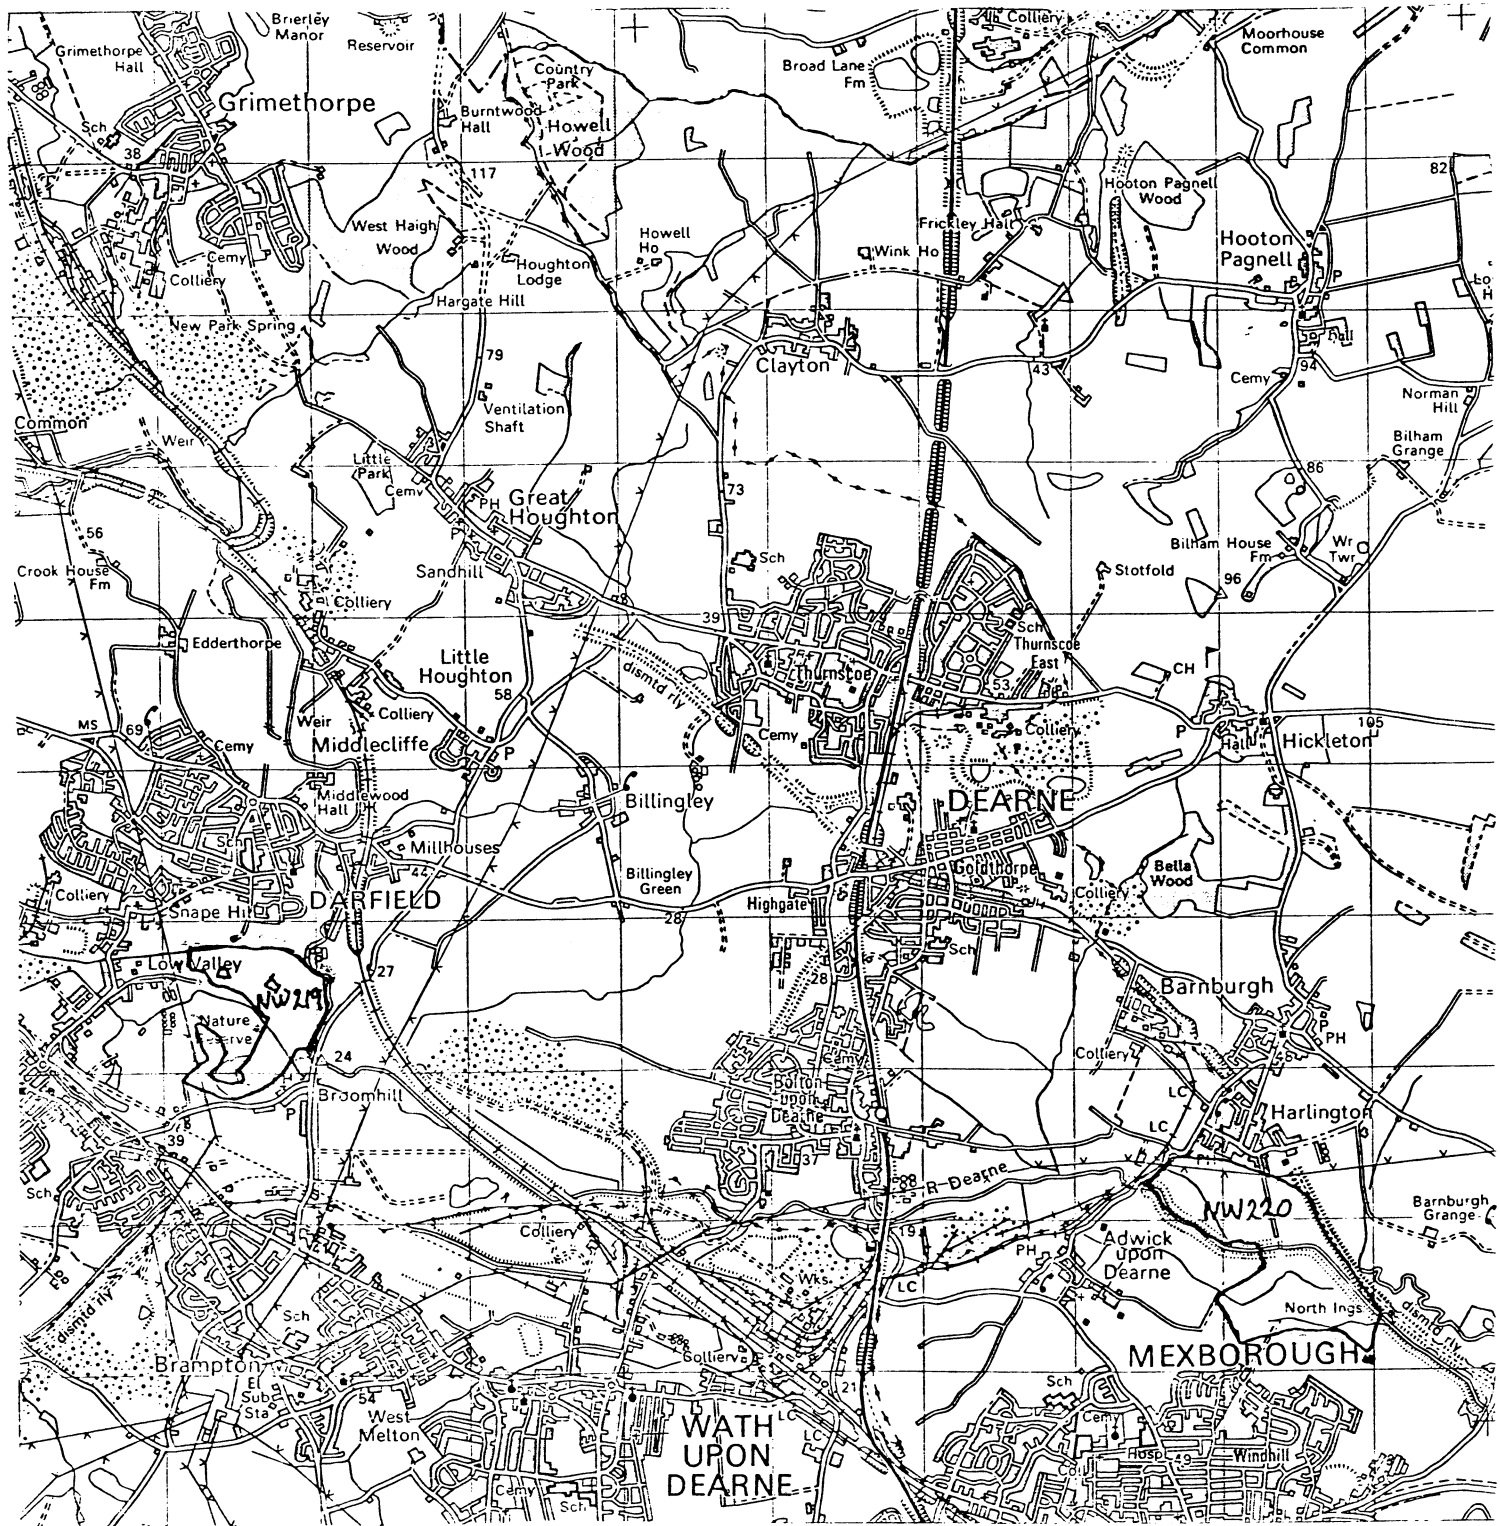 Brierley
Manor
Colliery
Moorhouse
Common
Grimethorpe
Hall
Reservoir
Broad Lane
Fm
Country
Park
Grimethorpe
Burntwood
Hall
Howell
Wood
Sch
38
117
82
Hooton Pagnell
Wood
West Haigh
Wood
Howell
Ho
Frickley Hall
Wink Ho
Hooton
Pagnell
P
Cemy
Colliery
Houghton
Lodge
Hargate Hill
New Park Spring
Hall
79
Clayton
43
94
Cemy
Norman
Hill
Ventilation
Shaft
Common
Weir
Little
Park
Cemy
Bilham
Grange
86
PH
Great
Houghton
P
73
56
Crook House
Fm
Sandhill
Sch
Stotfold
Bilham House
Fm
Wr
Twr
96
Colliery
39
Sch
Edderthorpe
Thurnscoe
East
Little
Houghton
58
dismtd rly
Thurnscoe
53
CH
MS
69
Weir
Colliery
Cemy
Middlecliffe
P
Cemy
Colliery
P
Hall
Hickleton
105
Middlewood
Hall
Billingley
DEARNE
Sch
Millhouses
44
Billingley
Green
Goldthorpe
Bella
Wood
Colliery
Colliery
Snape Hill
DARFIELD
28
Highgate
Sch
Low Valley
27
28
NW219
Barnburgh
Nature
Reserve
P
PH
24
Cemy
Colliery
Broomhill
P
Bolton
upon
Dearne
LC
Harlington
39
LC
37
Sch
88
R Dearne
NW220
Barnburgh
Grange
Colliery
19
PH
Adwick
upon
Dearne
Wks
LC
dismtd rly
Sch
North Ings
dismtd rly
Brampton
El
Sub
Sta
Colliery
MEXBOROUGH
54
21
Sch
West
Melton
WATH
UPON
DEARNE
LC
LC
Cemy
Hosp
49
Windhill
Coll
Cemy
Sch